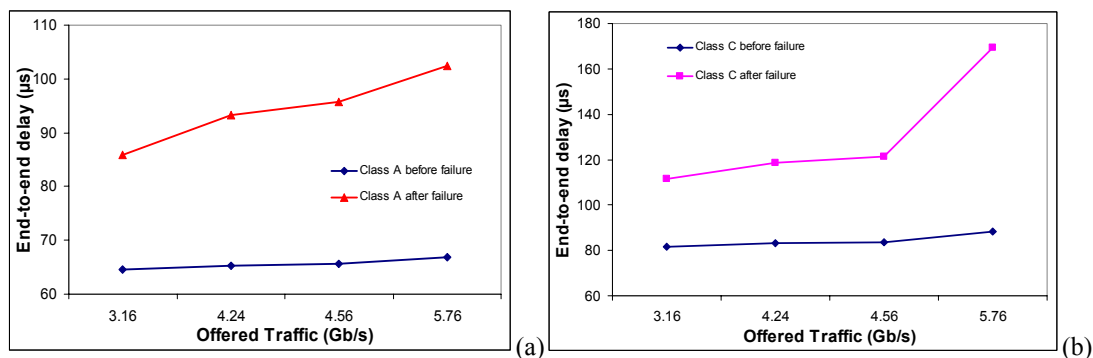 End-to-end delay (µs)
110
100
90
80
70
60
Class A before failure
Class A after failure
3.16 4.24 4.56 5.76
Offered Traffic (Gb/s)
(a)
End-to-end delay (µs)
180
160
140
120
100
80
60
Class C before failure
Class C after failure
3.16 4.24 4.56 5.76
Offered Traffic (Gb/s)
(b)